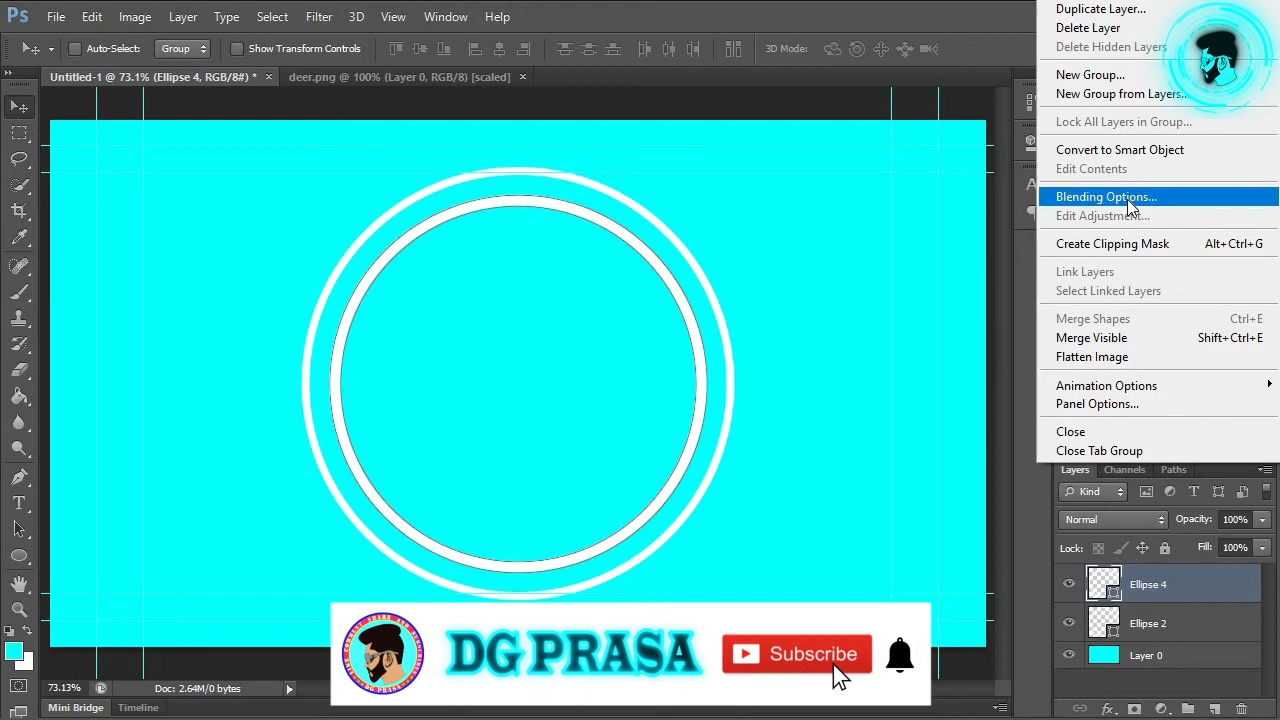 Ps File Edit Image Layer Type Select Filter 3D View Window Help
Auto-Select: Group Show Transform Controls 3D Mode:
Untitled-1 @ 73.1% (Ellipse 4, RGB/8#) * × deer.png @ 100% (Layer 0, RGB/8) [scaled] ×
Duplicate Layer...
Delete Layer
Delete Hidden Layers
New Group...
New Group from Layers...
Lock All Layers in Group...
Convert to Smart Object
Edit Contents
Blending Options...
Edit Adjustment...
Create Clipping Mask Alt+Ctrl+G
Link Layers
Select Linked Layers
Merge Shapes Ctrl+E
Merge Visible Shift+Ctrl+E
Flatten Image
Animation Options
Panel Options...
Close
Close Tab Group
Layers Channels Paths
Kind
Normal Opacity: 100%
Lock: Fill: 100%
Ellipse 4
Ellipse 2
Layer 0
DG PRASA
DG PRASA Subscribe
73.13% Doc: 2.64M/0 bytes
Mini Bridge Timeline